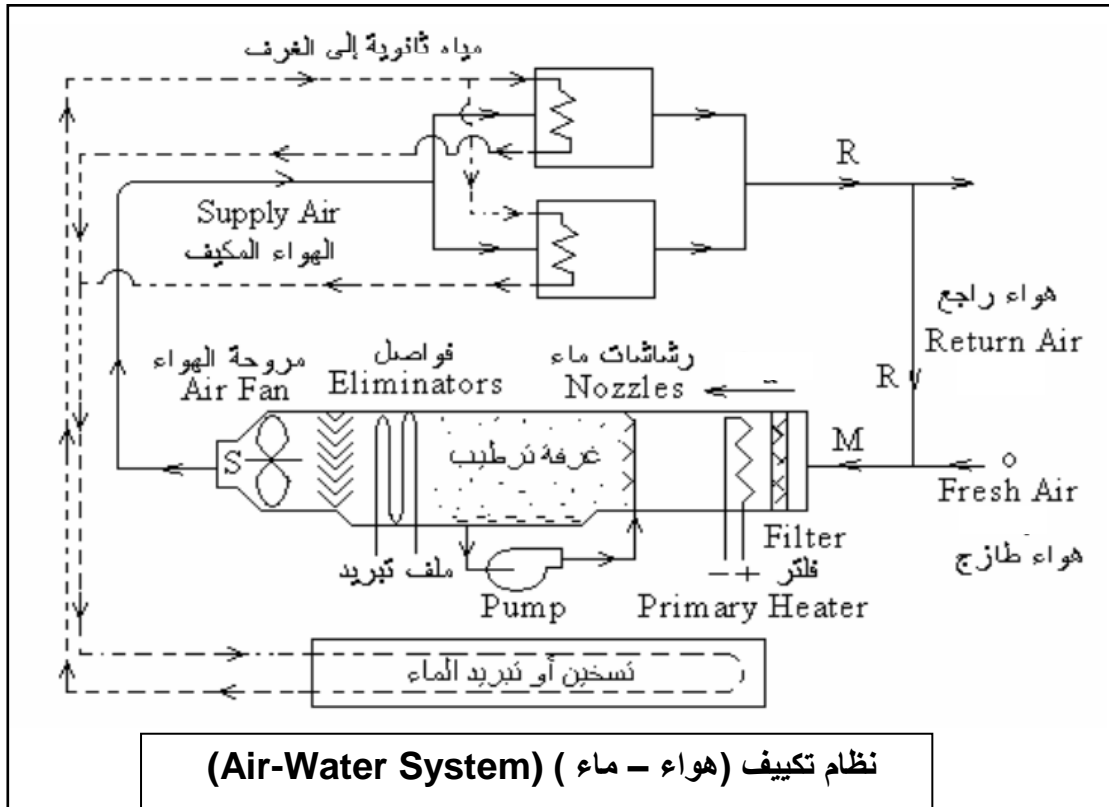 مياه ثانوية إلى الغرف
R
Supply Air
الهواء المكيف
هواء راجع
Return Air
R
مروحة الهواء
Air Fan
فواصل
Eliminators
رشاشات ماء
Nozzles
S
غرفة ترطيب
M
o
Fresh Air
هواء طازج
Filter
فلتر
ملف تبريد
Pump
Primary Heater
تسخين أو تبريد الماء
نظام تكييف (هواء – ماء ) (Air-Water System)